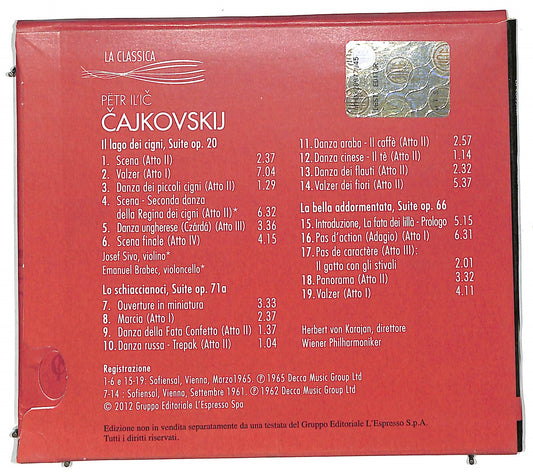 LA CLASSICA
PËTR IL'IČ
ČAJKOVSKIJ
Il lago dei cigni, Suite op. 20
1. Scena (Atto II) 2.37
2. Valzer (Atto I) 7.04
3. Danza dei piccoli cigni (Atto II) 1.29
4. Scena - Seconda danza
della Regina dei cigni (Atto II)* 6.32
5. Danza ungherese (Czárdá) (Atto III) 3.36
6. Scena finale (Atto IV) 4.15
Josef Sivo, violino*
Emanuel Brabec, violoncello*
Lo schiaccianoci, Suite op. 71a
7. Ouverture in miniatura 3.33
8. Marcia (Atto I) 2.37
9. Danza della Fata Confetto (Atto II) 1.37
10. Danza russa - Trepak (Atto II) 1.04
11. Danza araba - Il caffè (Atto II) 2.57
12. Danza cinese - Il tè (Atto II) 1.14
13. Danza dei flauti (Atto II) 2.32
14. Valzer dei fiori (Atto II) 5.37
La bella addormentata, Suite op. 66
15. Introduzione, La fata dei lillà - Prologo 5.15
16. Pas d'action (Adagio) (Atto I) 6.31
17. Pas de caractère (Atto III):
Il gatto con gli stivali 2.01
18. Panorama (Atto II) 3.32
19. Valzer (Atto I) 4.11
Herbert von Karajan, direttore
Wiener Philharmoniker
Registrazione
1-6 e 15-19: Sofiensal, Vienna, Marzo1965. ℗ 1965 Decca Music Group Ltd
7-14 : Sofiensal, Vienna, Settembre 1961. ℗ 1962 Decca Music Group Ltd
© 2012 Gruppo Editoriale L'Espresso Spa
Edizione non in vendita separatamente da una testata del Gruppo Editoriale L'Espresso S.p.A.
Tutti i diritti riservati.